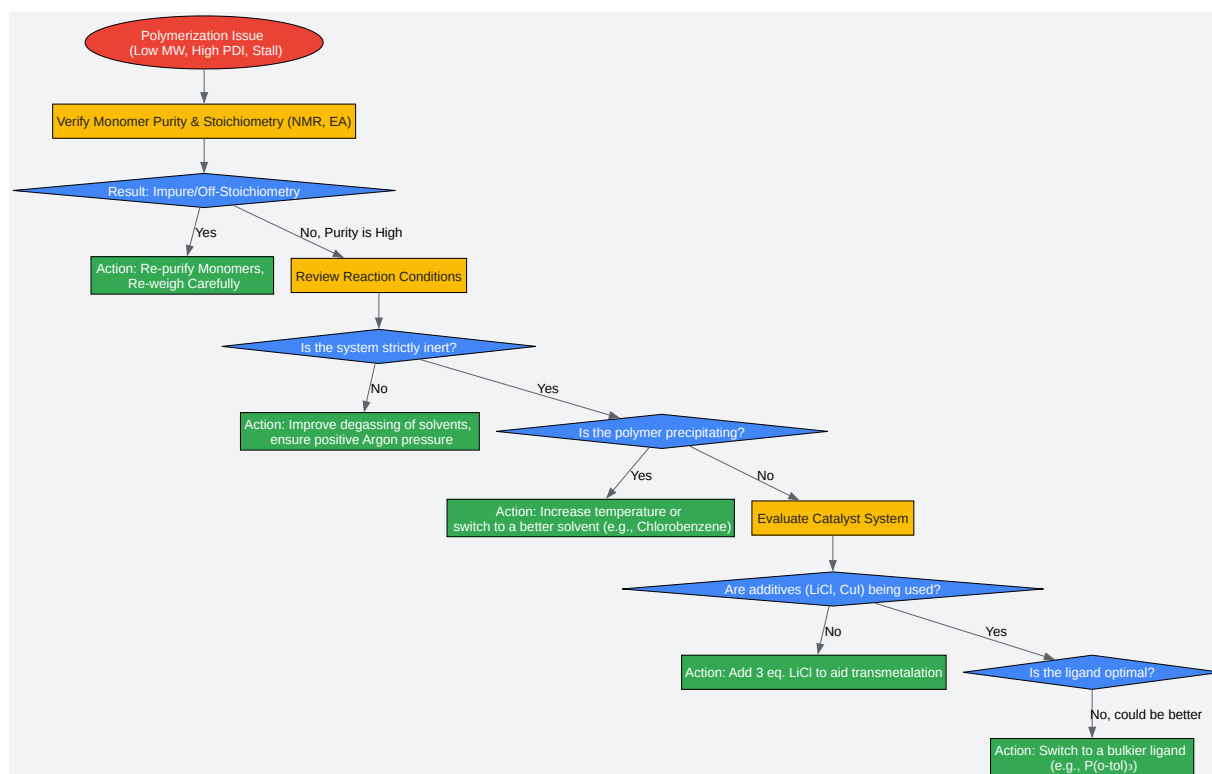 Polymerization Issue
(Low MW, High PDI, Stall)
Verify Monomer Purity & Stoichiometry (NMR, EA)
Result: Impure/Off-Stoichiometry
Yes
No, Purity is High
Action: Re-purify Monomers,
Re-weigh Carefully
Review Reaction Conditions
Is the system strictly inert?
No
Yes
Action: Improve degassing of solvents,
ensure positive Argon pressure
Is the polymer precipitating?
Yes
No
Action: Increase temperature or
switch to a better solvent (e.g., Chlorobenzene)
Evaluate Catalyst System
Are additives (LiCl, CuI) being used?
No
Yes
Action: Add 3 eq. LiCl to aid transmetalation
Is the ligand optimal?
No, could be better
Action: Switch to a bulkier ligand
(e.g., P(o-tol)₃)